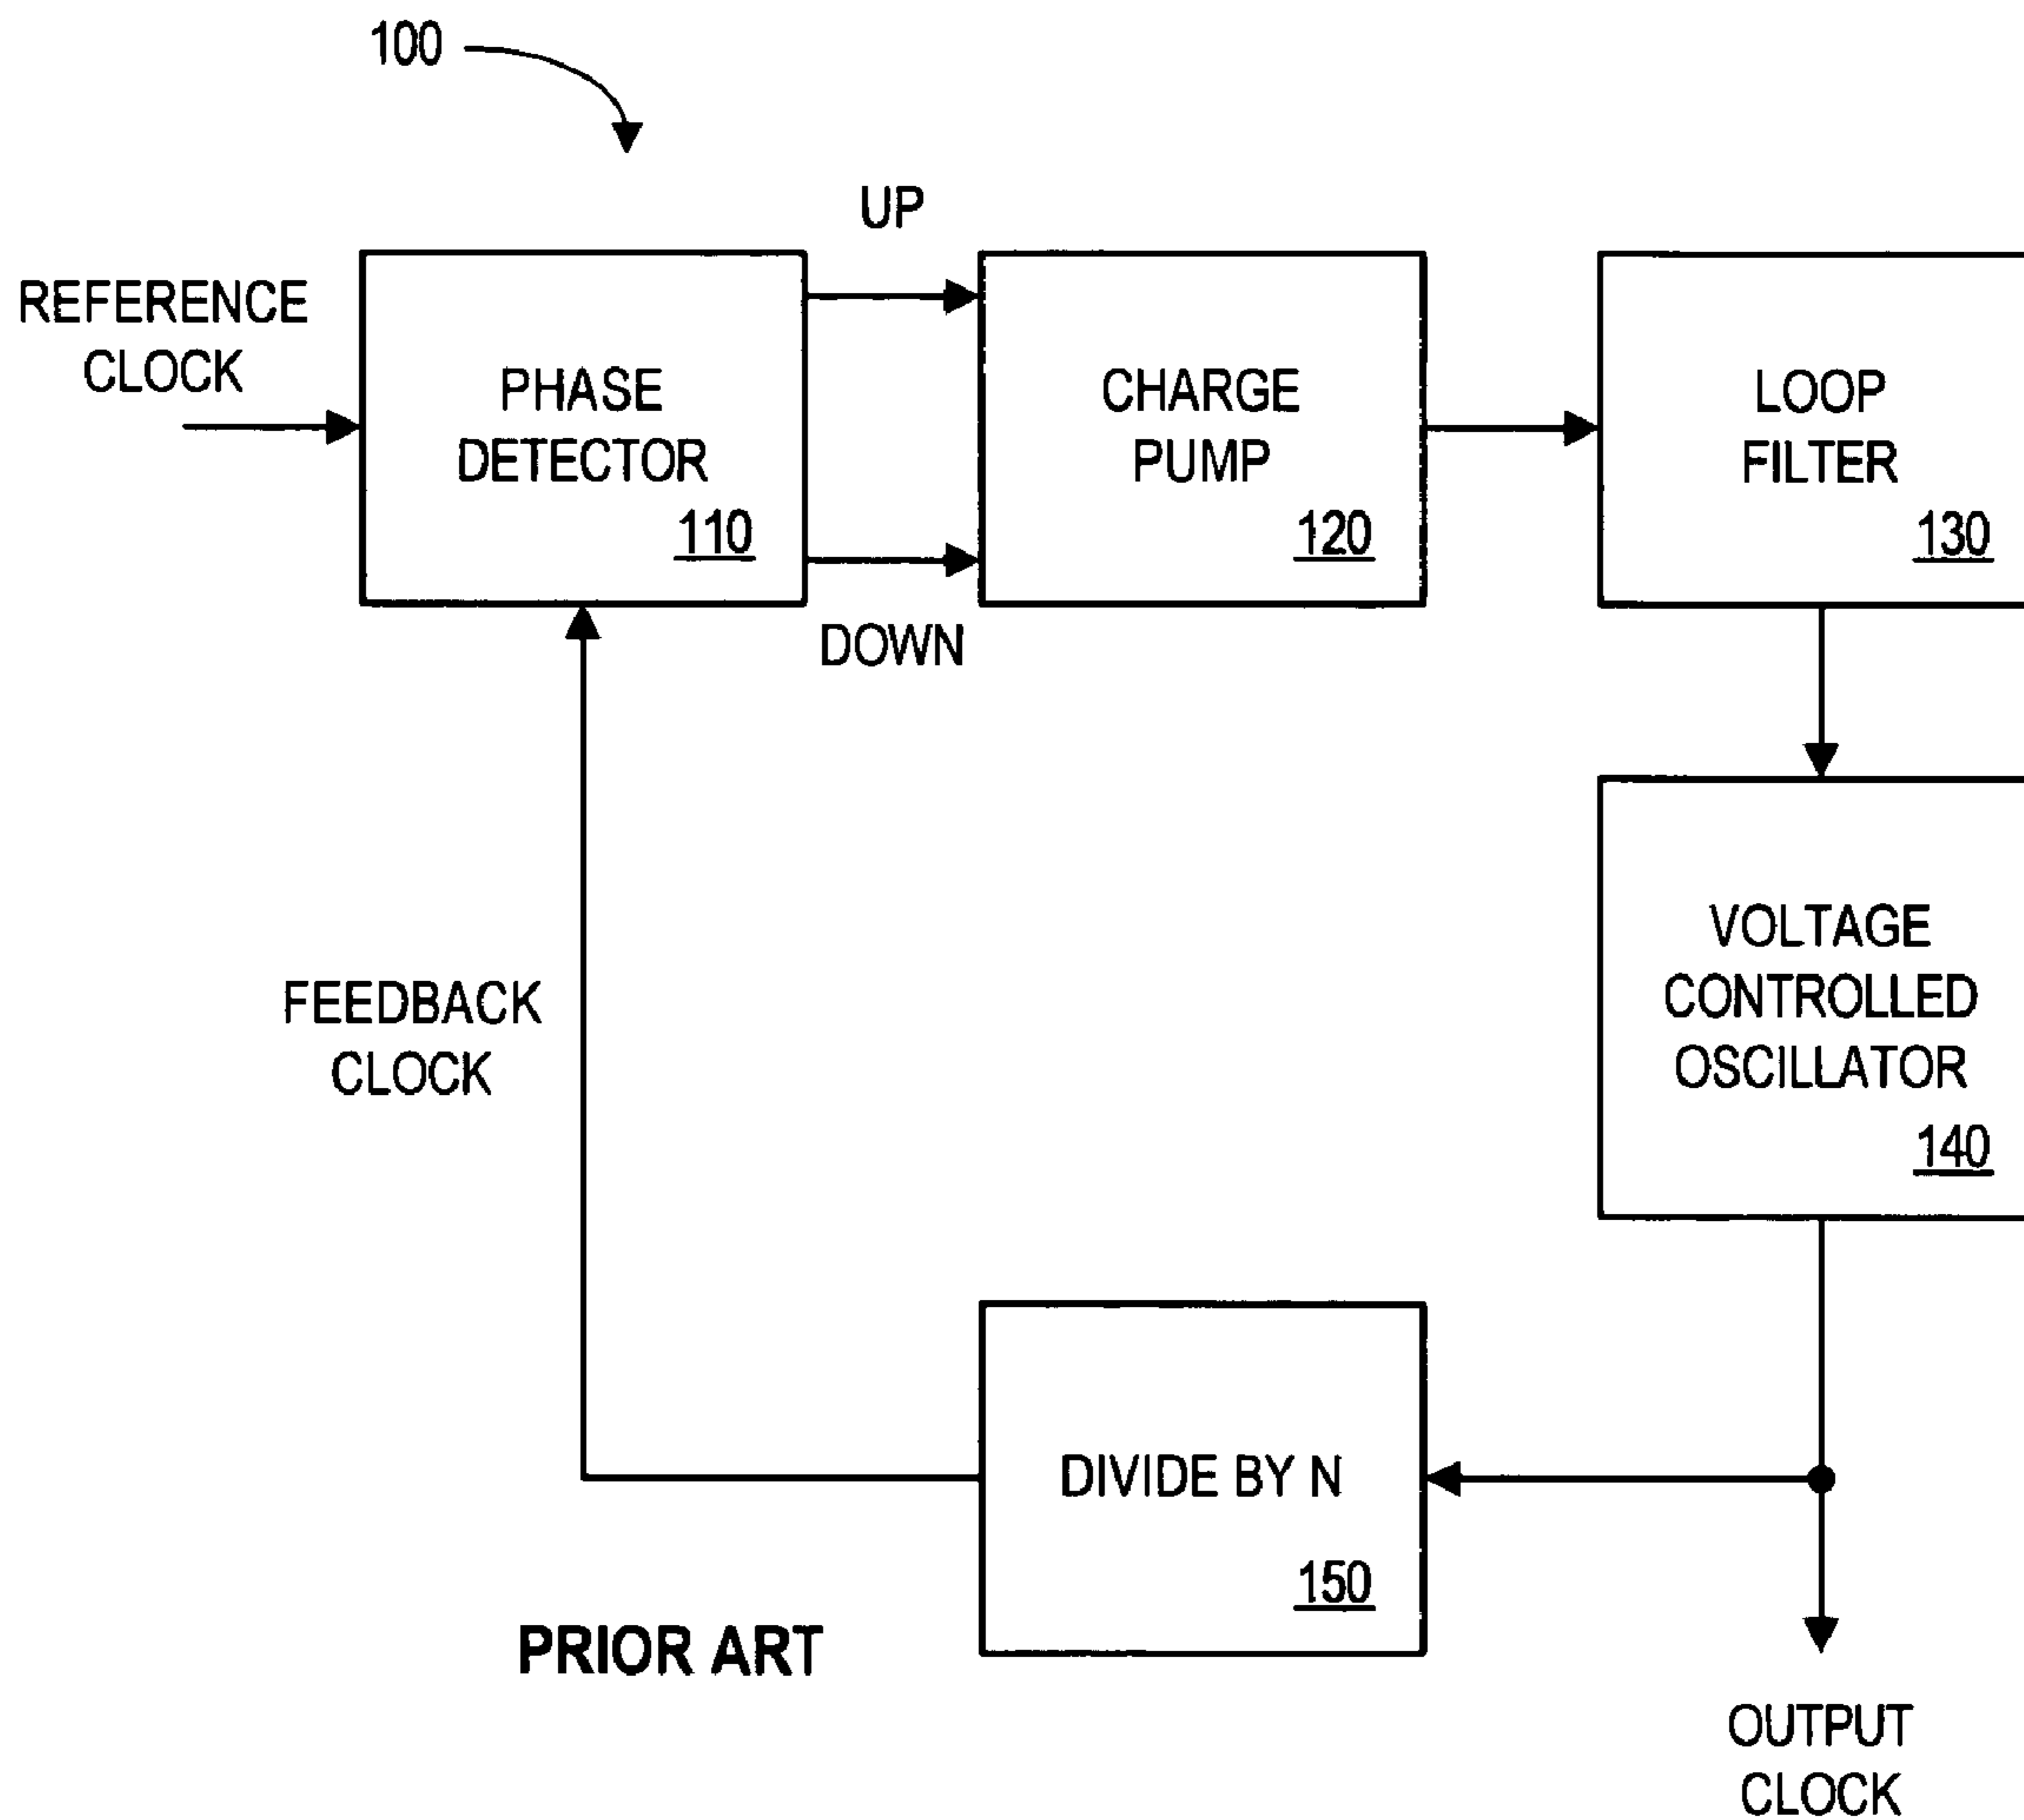 100
UP
REFERENCE
CLOCK
PHASE
DETECTOR
110
CHARGE
PUMP
120
LOOP
FILTER
130
DOWN
VOLTAGE
CONTROLLED
OSCILLATOR
140
FEEDBACK
CLOCK
DIVIDE BY N
150
PRIOR ART
OUTPUT
CLOCK